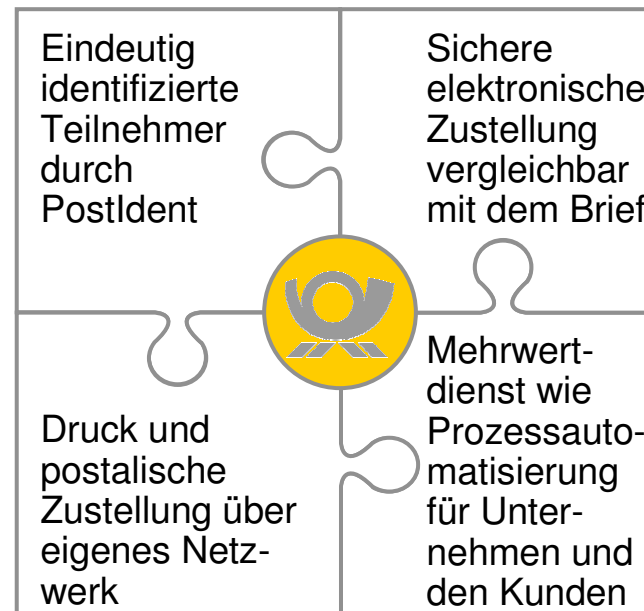 Eindeutig
identifizierte
Teilnehmer
durch
PostIdent
Sichere
elektronische
Zustellung
vergleichbar
mit dem Brief
Druck und
postalische
Zustellung über
eigenes Netz-
werk
Mehrwert-
dienst wie
Prozessauto-
matisierung
für Unter-
nehmen und
den Kunden